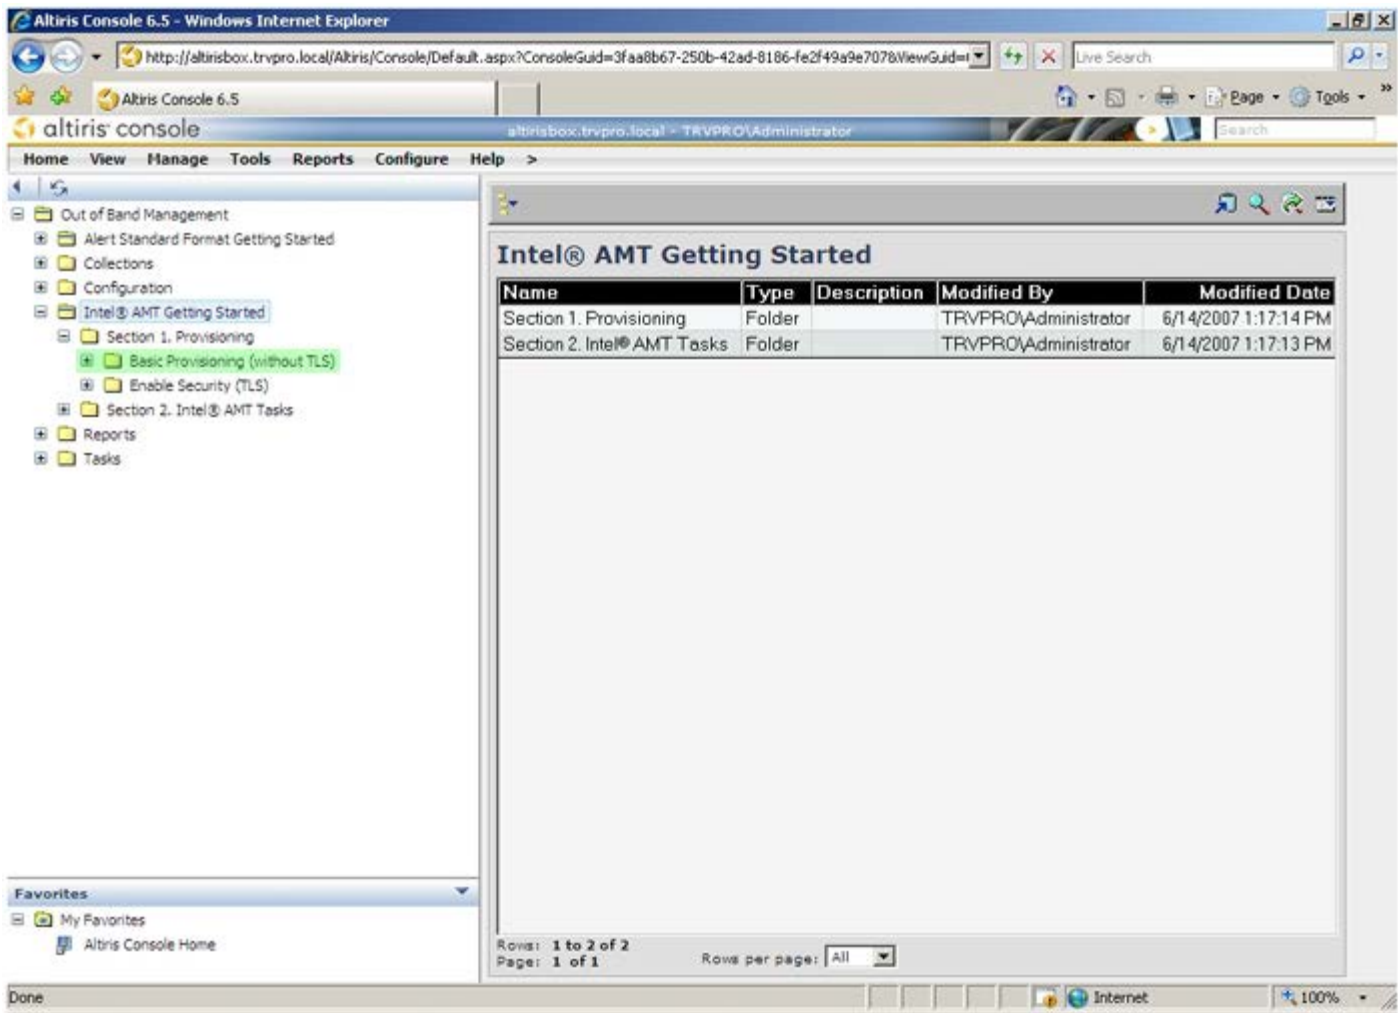 Altiris Console 6.5 - Windows Internet Explorer
http://altirisbox.trvpro.local/Altiris/Console/Default.aspx?ConsoleGuid=3faa8b67-250b-42ad-8186-fe2f49a9e707&ViewGuid=
Live Search
Altiris Console 6.5
Page
Tools
»
altiris console
altirisbox.trvpro.local - TRVPRO\Administrator
Search
Home View Manage Tools Reports Configure Help >
Out of Band Management
Alert Standard Format Getting Started
Collections
Configuration
Intel® AMT Getting Started
Section 1. Provisioning
Basic Provisioning (without TLS)
Enable Security (TLS)
Section 2. Intel® AMT Tasks
Reports
Tasks
Intel® AMT Getting Started
Name Type Description Modified By Modified Date
Section 1. Provisioning Folder TRVPRO\Administrator 6/14/2007 1:17:14 PM
Section 2. Intel® AMT Tasks Folder TRVPRO\Administrator 6/14/2007 1:17:13 PM
Favorites
My Favorites
Altiris Console Home
Rows: 1 to 2 of 2
Page: 1 of 1
Rows per page: All
Done
Internet
100%